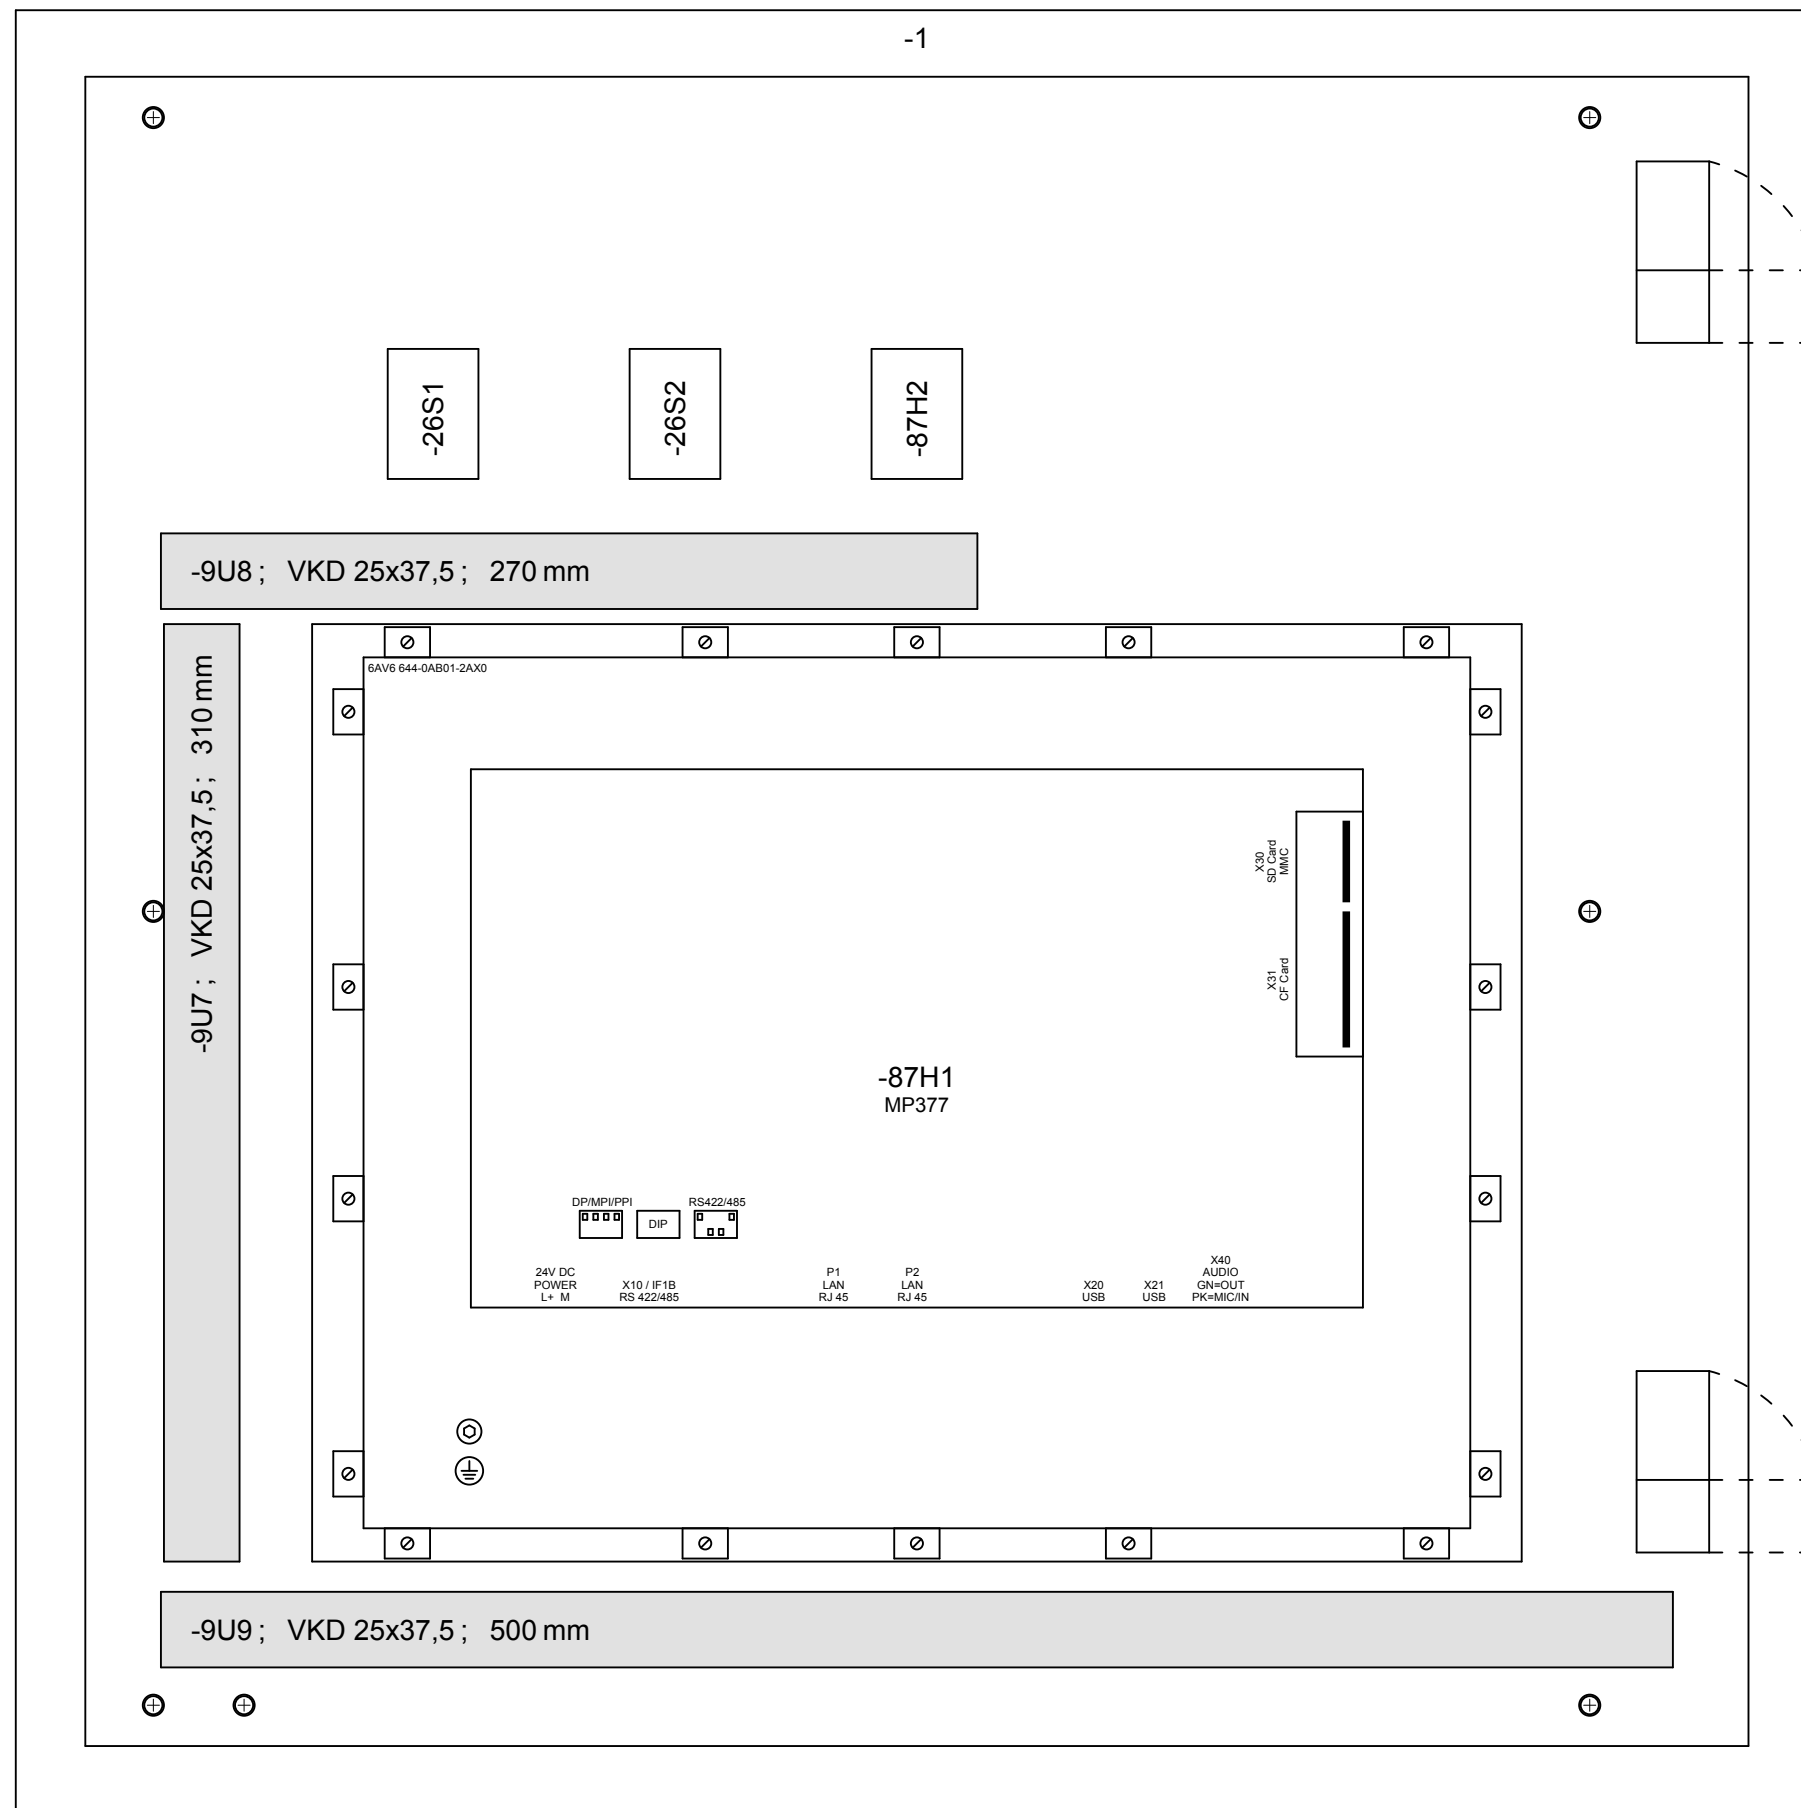 -1
-26S1
-26S2
-87H2
-9U8 ; VKD 25x37,5 ; 270 mm
6AV6 644-0AB01-2AX0
-9U7 ; VKD 25x37,5 ; 310 mm
X30
SD Card
MMC
X31
CF Card
-87H1
MP377
DP/MPI/PPI
DIP
RS422/485
24V DC
POWER
L+ M
X10 / IF1B
RS 422/485
P1
LAN
RJ 45
P2
LAN
RJ 45
X20
USB
X21
USB
X40
AUDIO
GN=OUT
PK=MIC/IN
-9U9 ; VKD 25x37,5 ; 500 mm